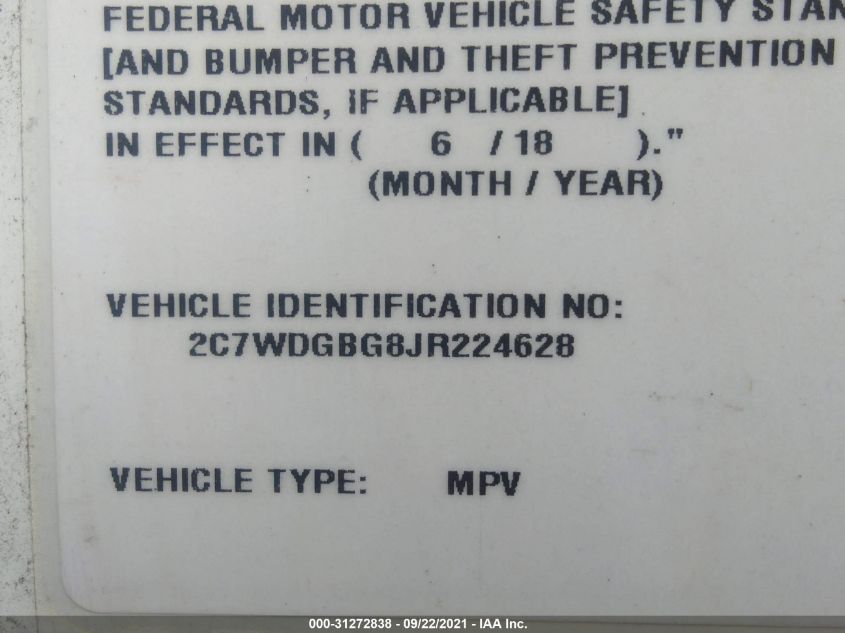 FEDERAL MOTOR VEHICLE SAFETY
[AND BUMPER AND THEFT PREVENTION
STANDARDS, IF APPLICABLE]
IN EFFECT IN ( 6 / 18 )."
(MONTH / YEAR)
VEHICLE IDENTIFICATION NO:
2C7WDGBG8JR224628
VEHICLE TYPE: MPV
000-31272838 - 09/22/2021 - IAA Inc.